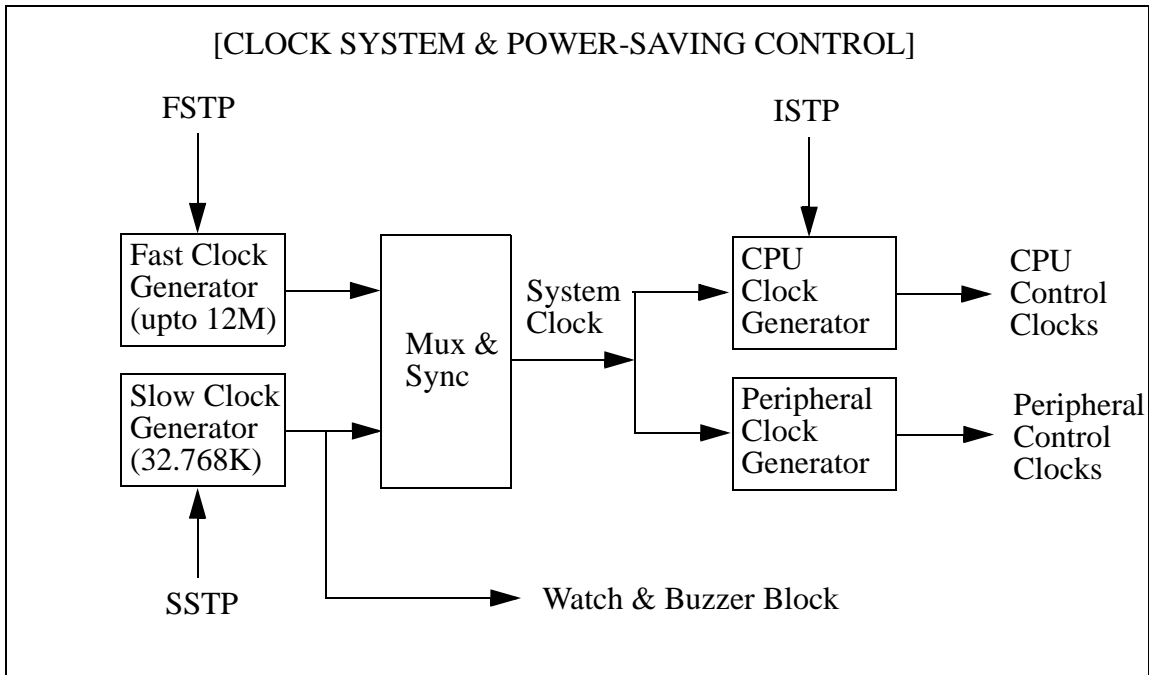 [CLOCK SYSTEM & POWER-SAVING CONTROL]
FSTP
ISTP
Fast Clock
Generator
(upto 12M)
Mux &
Sync
System
Clock
CPU
Clock
Generator
CPU
Control
Clocks
Slow Clock
Generator
(32.768K)
Peripheral
Clock
Generator
Peripheral
Control
Clocks
SSTP
Watch & Buzzer Block